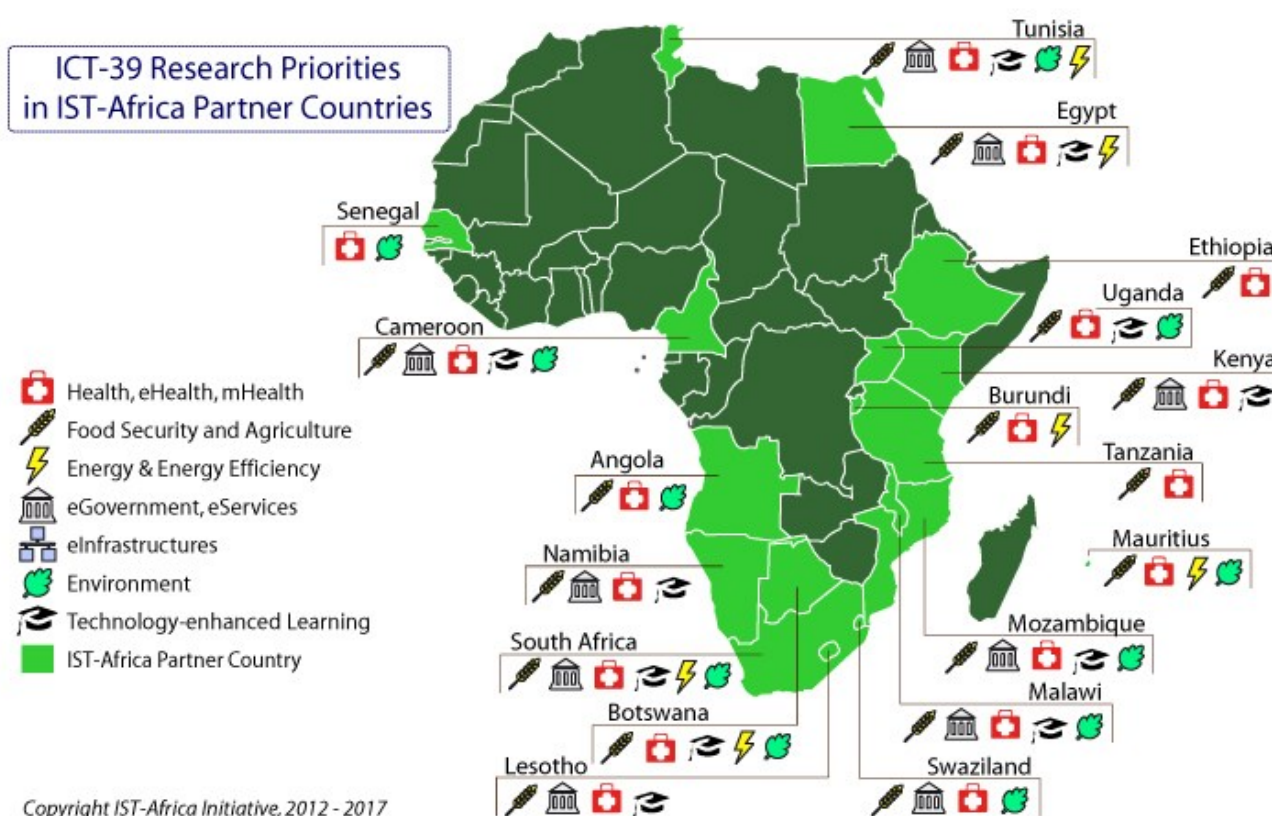 ICT-39 Research Priorities
in IST-Africa Partner Countries
Tunisia
Egypt
Senegal
Ethiopia
Uganda
Cameroon
Kenya
Burundi
Health, eHealth, mHealth
Food Security and Agriculture
Energy & Energy Efficiency
eGovernment, eServices
eInfrastructures
Environment
Technology-enhanced Learning
IST-Africa Partner Country
Angola
Tanzania
Namibia
Mauritius
South Africa
Mozambique
Botswana
Malawi
Lesotho
Swaziland
Copyright IST-Africa Initiative, 2012 - 2017